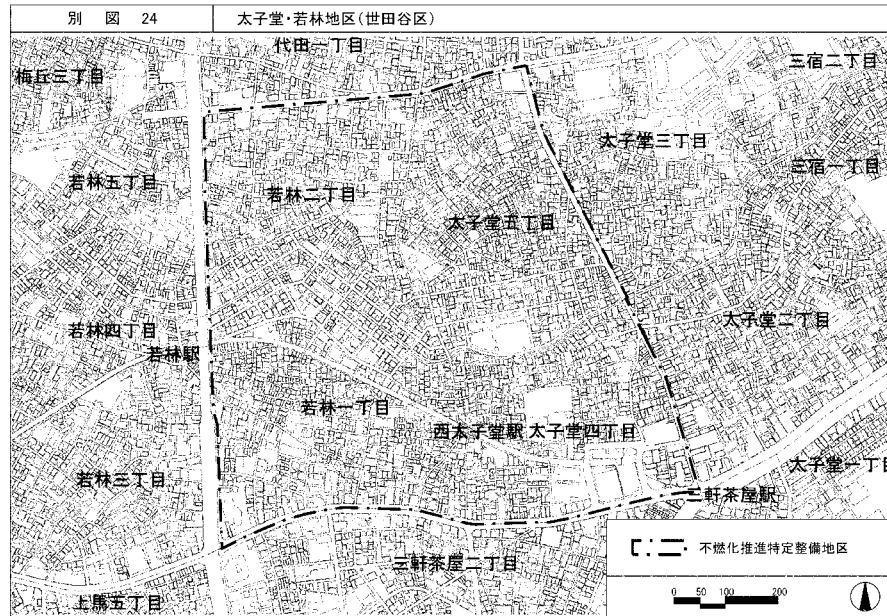 別 図 24
太子堂・若林地区(世田谷区)
代田一丁目
梅丘三丁目
三宿二丁目
太子堂三丁目
三宿一丁目
若林五丁目
若林二丁目
太子堂五丁目
若林四丁目
太子堂二丁目
若林駅
若林一丁目
西太子堂駅 太子堂四丁目
若林三丁目
太子堂一丁目
三軒茶屋駅
三軒茶屋二丁目
上馬五丁目
不燃化推進特定整備地区
0 50 100 200